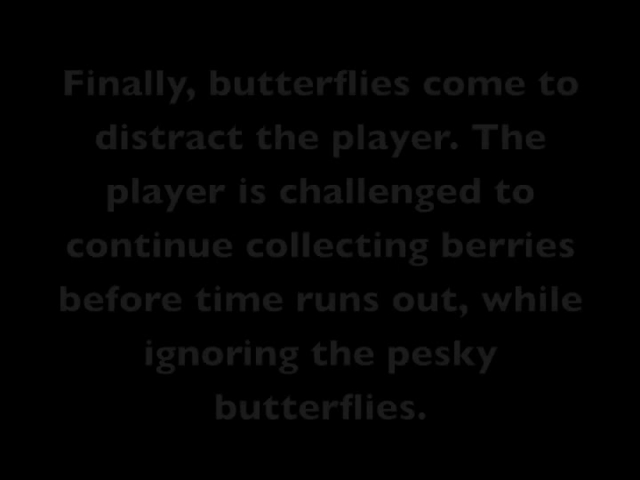 Finally, butterflies come to
distract the player. The
player is challenged to
continue collecting berries
before time runs out, while
ignoring the pesky
butterflies.